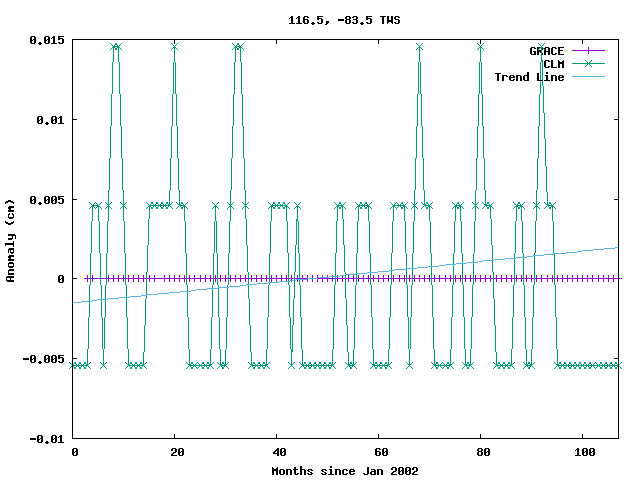 116.5, -83.5 TWS
GRACE
CLM
Trend Line
0.015
0.01
0.005
0
-0.005
-0.01
Anomaly (cm)
0 20 40 60 80 100
Months since Jan 2002